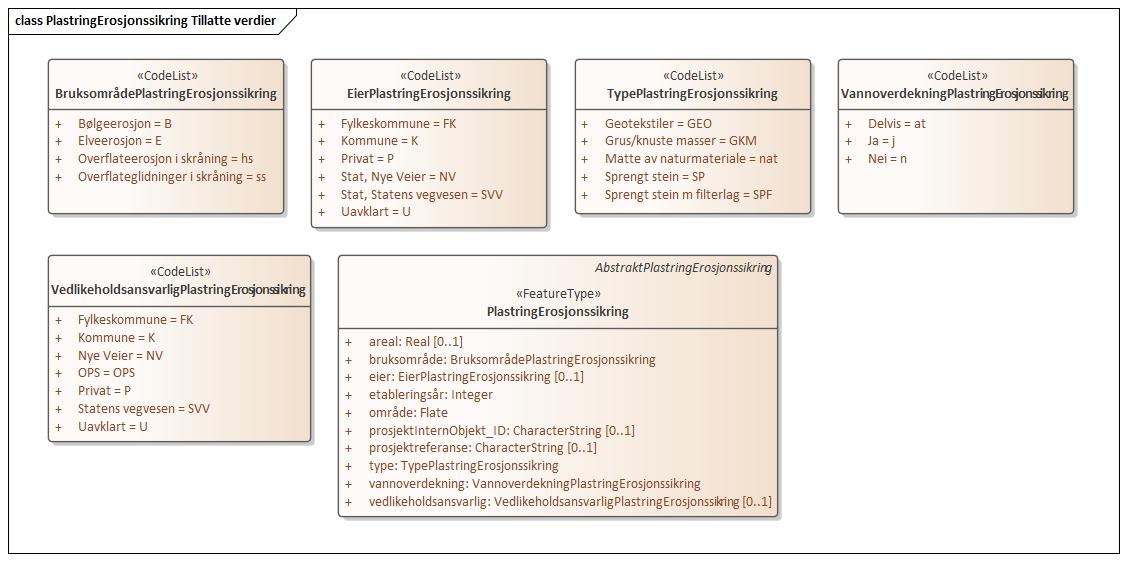 class PlastringErosjonssikring Tillatte verdier
«CodeList»
BruksområdePlastringErosjonssikring
+ Bølgeerosjon = B
+ Elveerosjon = E
+ Overflateerosjon i skråning = hs
+ Overflateglidninger i skråning = ss
«CodeList»
EierPlastringErosjonssikring
+ Fylkeskommune = FK
+ Kommune = K
+ Privat = P
+ Stat, Nye Veier = NV
+ Stat, Statens vegvesen = SVV
+ Uavklart = U
«CodeList»
TypePlastringErosjonssikring
+ Geotekstiler = GEO
+ Grus/knuste masser = GKM
+ Matte av naturmateriale = nat
+ Sprengt stein = SP
+ Sprengt stein m filterlag = SPF
«CodeList»
VannoverdekningPlastringErosjonssikring
+ Delvis = at
+ Ja = j
+ Nei = n
«CodeList»
VedlikeholdsansvarligPlastringErosjonssikring
+ Fylkeskommune = FK
+ Kommune = K
+ Nye Veier = NV
+ OPS = OPS
+ Privat = P
+ Statens vegvesen = SVV
+ Uavklart = U
AbstraktPlastringErosjonssikring
«FeatureType»
PlastringErosjonssikring
+ areal: Real [0..1]
+ bruksområde: BruksområdePlastringErosjonssikring
+ eier: EierPlastringErosjonssikring [0..1]
+ etableringsår: Integer
+ område: Flate
+ prosjektInternObjekt_ID: CharacterString [0..1]
+ prosjektreferanse: CharacterString [0..1]
+ type: TypePlastringErosjonssikring
+ vannoverdekning: VannoverdekningPlastringErosjonssikring
+ vedlikeholdsansvarlig: VedlikeholdsansvarligPlastringErosjonssikring [0..1]